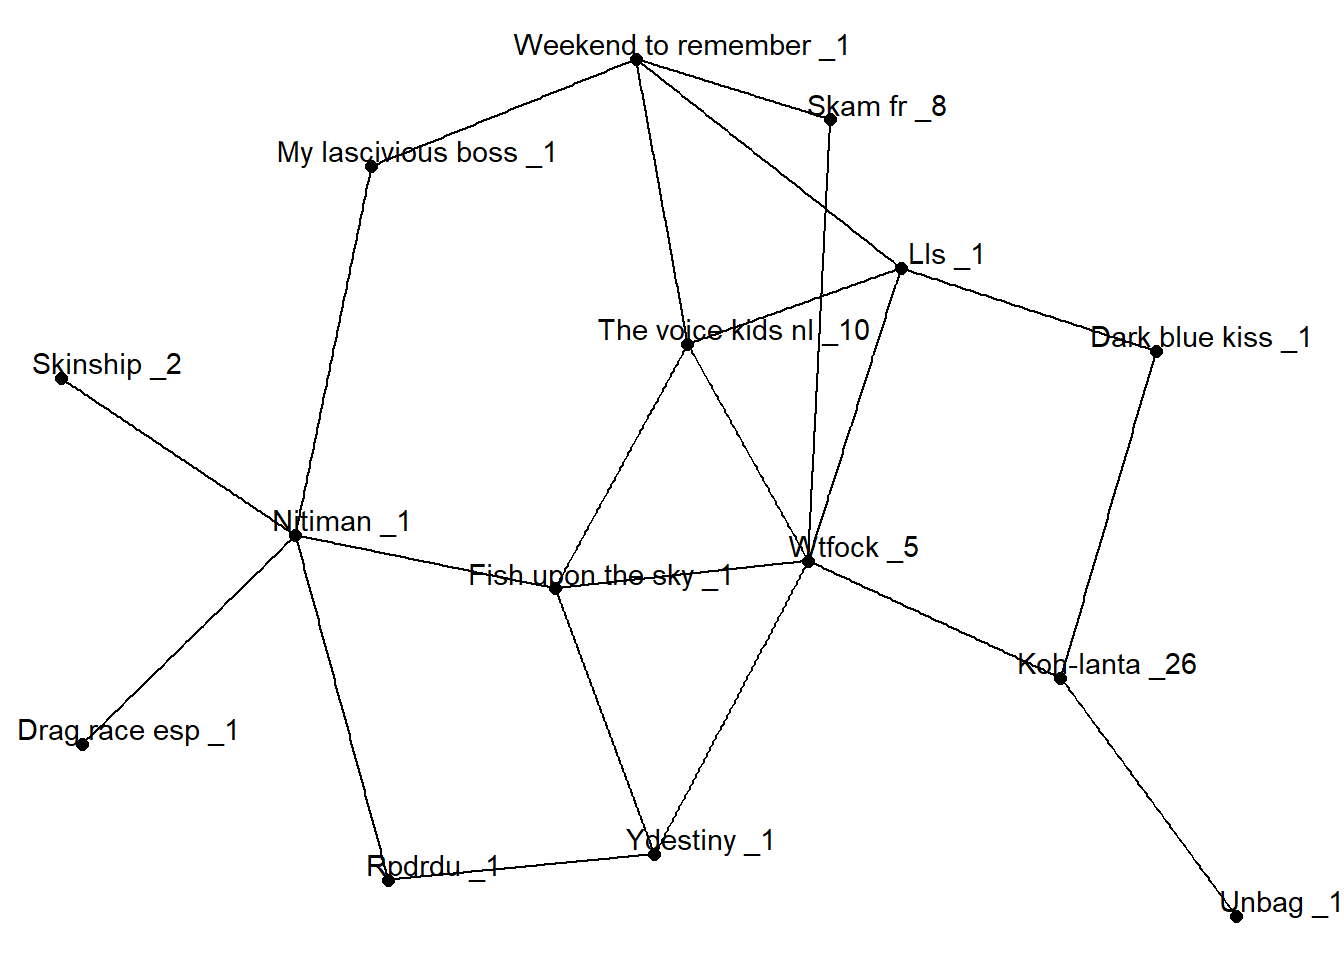 Weekend to remember _1
Skam fr _8
My lascivious boss _1
Lls _1
The voice kids nl _10
Dark blue kiss _1
Skinship _2
Nitiman _1
Wtfock _5
Fish upon the sky _1
Koh-lanta _26
Drag race esp _1
Ydestiny _1
Rpdrdu _1
Unbag _1